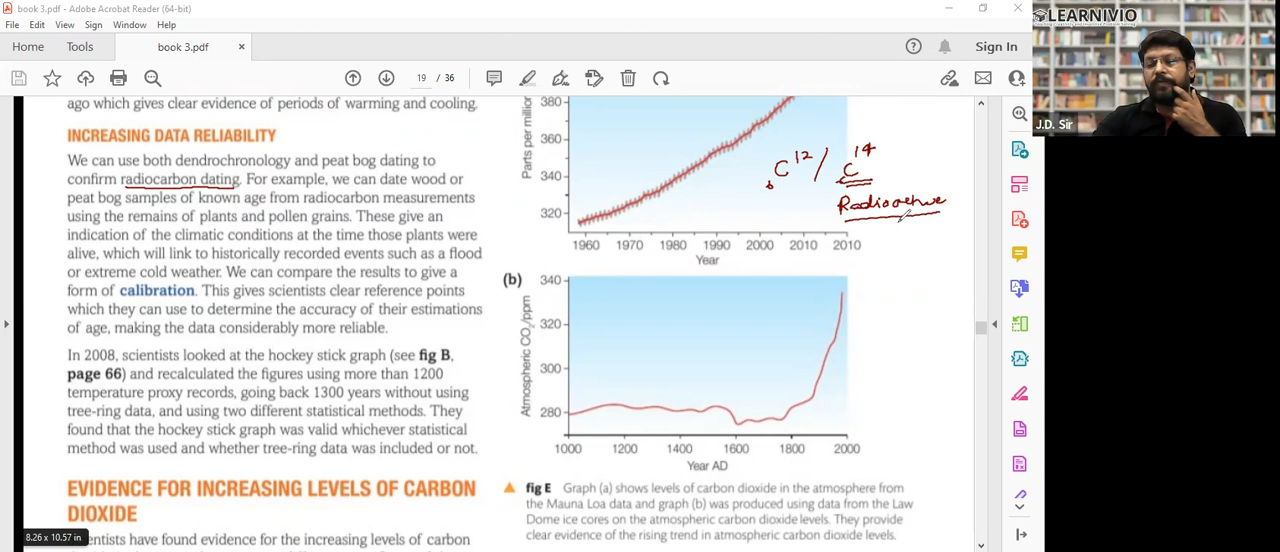 book 3.pdf - Adobe Acrobat Reader (64-bit)
File Edit View Sign Window Help
Home Tools book 3.pdf × Sign In
19 / 36
LEARNIVIO
J.D. Sir
ago which gives clear evidence of periods of warming and cooling.
INCREASING DATA RELIABILITY
We can use both dendrochronology and peat bog dating to
confirm radiocarbon dating. For example, we can date wood or
peat bog samples of known age from radiocarbon measurements
using the remains of plants and pollen grains. These give an
indication of the climatic conditions at the time those plants were
alive, which will link to historically recorded events such as a flood
or extreme cold weather. We can compare the results to give a
form of calibration. This gives scientists clear reference points
which they can use to determine the accuracy of their estimations
of age, making the data considerably more reliable.
In 2008, scientists looked at the hockey stick graph (see fig B,
page 66) and recalculated the figures using more than 1200
temperature proxy records, going back 1300 years without using
tree-ring data, and using two different statistical methods. They
found that the hockey stick graph was valid whichever statistical
method was used and whether tree-ring data was included or not.
EVIDENCE FOR INCREASING LEVELS OF CARBON
DIOXIDE
8.26 x 10.57 in
entists have found evidence for the increasing levels of carbon
Parts per million
380
360
340
320
C12 / C14
Radioactive
1960 1970 1980 1990 2000 2010 2010
Year
(b)
Atmospheric CO2/ppm
340
320
300
280
1000 1200 1400 1600 1800 2000
Year AD
fig E Graph (a) shows levels of carbon dioxide in the atmosphere from
the Mauna Loa data and graph (b) was produced using data from the Law
Dome ice cores on the atmospheric carbon dioxide levels. They provide
clear evidence of the rising trend in atmospheric carbon dioxide levels.